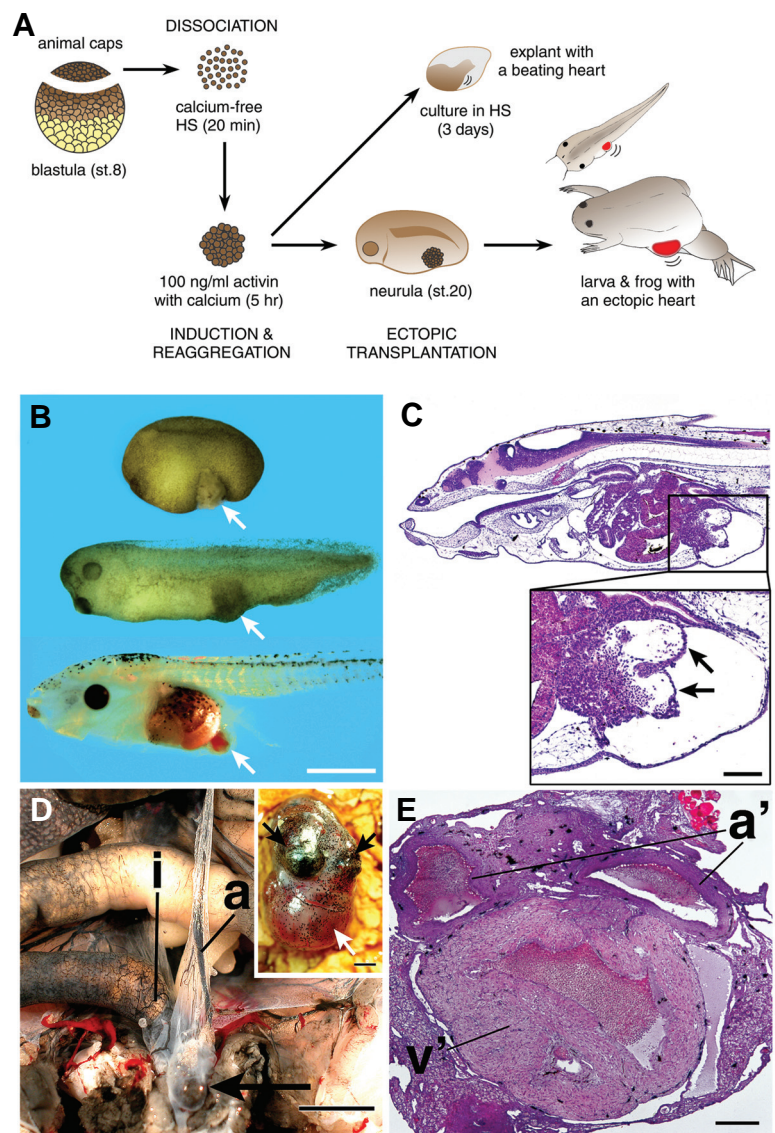 A
DISSOCIATION
animal caps
calcium-free
HS (20 min)
blastula (st.8)
explant with
a beating heart
culture in HS
(3 days)
100 ng/ml activin
with calcium (5 hr)
neurula (st.20)
larva & frog with
an ectopic heart
INDUCTION &
REAGGREGATION
ECTOPIC
TRANSPLANTATION
B
C
D
i
a
E
a’
v’